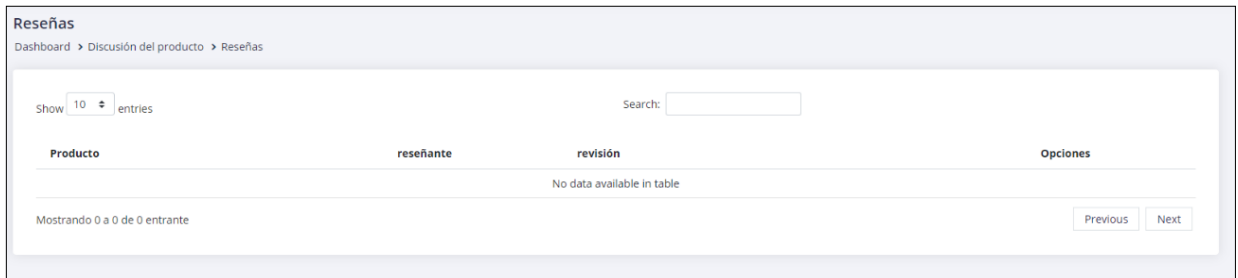 Reseñas
Dashboard > Discusión del producto > Reseñas
Show 10 entries Search:
Producto reseñante revisión Opciones
No data available in table
Mostrando 0 a 0 de 0 entrante Previous Next